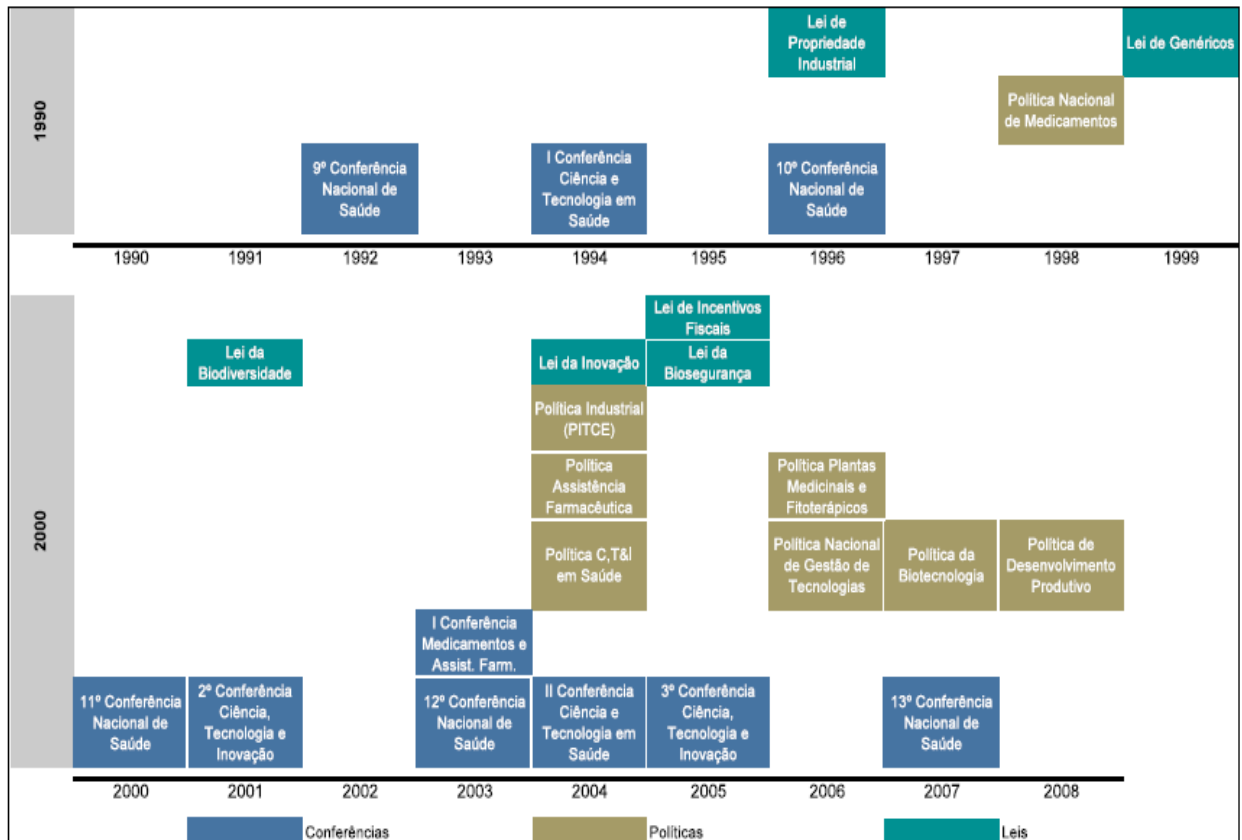 1990
Lei de
Propriedade
Industrial
Lei de Genéricos
Política Nacional
de Medicamentos
9º Conferência
Nacional de
Saúde
I Conferência
Ciência e
Tecnologia em
Saúde
10º Conferência
Nacional de
Saúde
1990 1991 1992 1993 1994 1995 1996 1997 1998 1999
2000
Lei da
Biodiversidade
Lei da Inovação
Lei de Incentivos
Fiscais
Lei da
Biosegurança
Política Industrial
(PITCE)
Política
Assistência
Farmacêutica
Política Plantas
Medicinais e
Fitoterápicos
Política C,T&I
em Saúde
Política Nacional
de Gestão de
Tecnologias
Política da
Biotecnologia
Política de
Desenvolvimento
Produtivo
I Conferência
Medicamentos e
Assist. Farm.
11º Conferência
Nacional de
Saúde
2º Conferência
Ciência,
Tecnologia e
Inovação
12º Conferência
Nacional de
Saúde
II Conferência
Ciência e
Tecnologia em
Saúde
3º Conferência
Ciência,
Tecnologia e
Inovação
13º Conferência
Nacional de
Saúde
2000 2001 2002 2003 2004 2005 2006 2007 2008
Conferências
Políticas
Leis